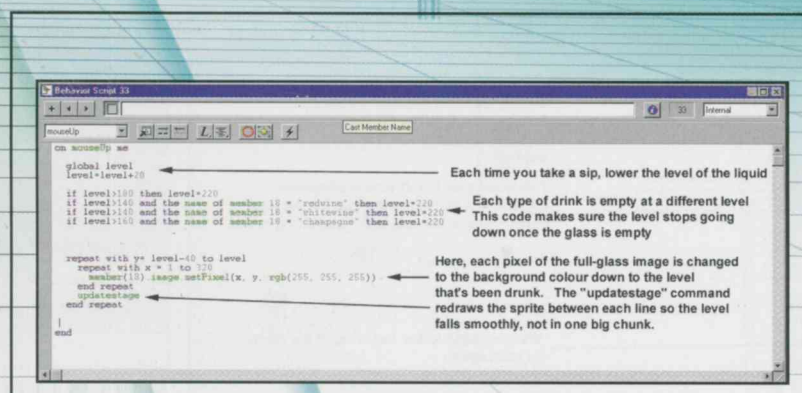 Behavior Script 33
33 Internal
mouseUp
Cast Member Name
on mouseUp me
global level
level=level+20
Each time you take a sip, lower the level of the liquid
if level>180 then level=220
if level>140 and the name of member 18 = "redwine" then level=220
if level>140 and the name of member 18 = "whitewine" then level=220
if level>160 and the name of member 18 = "champagne" then level=220
Each type of drink is empty at a different level
This code makes sure the level stops going
down once the glass is empty
repeat with y= level-40 to level
repeat with x = 1 to 320
member(18).image.setPixel(x, y, rgb(255, 255, 255))
end repeat
updatestage
end repeat
end
Here, each pixel of the full-glass image is changed
to the background colour down to the level
that's been drunk. The "updatestage" command
redraws the sprite between each line so the level
falls smoothly, not in one big chunk.